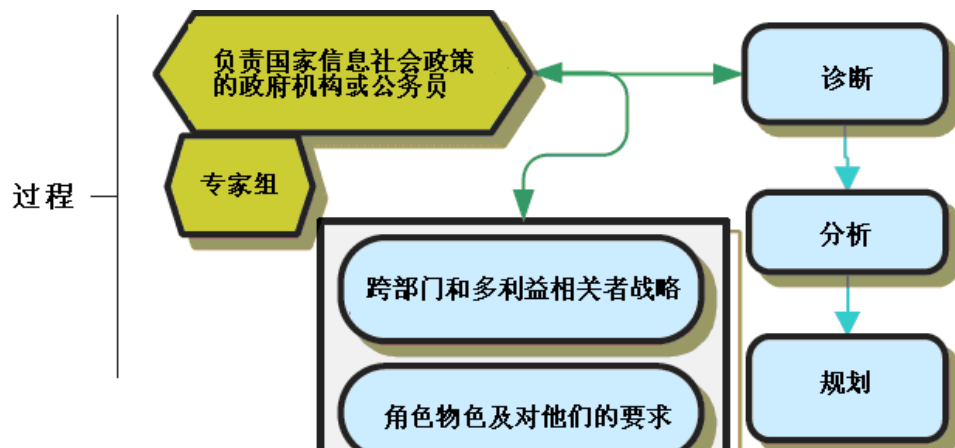 负责国家信息社会政策
的政府机构或公务员
诊断
专家组
过程
分析
跨部门和多利益相关者战略
规划
角色物色及对他们的要求